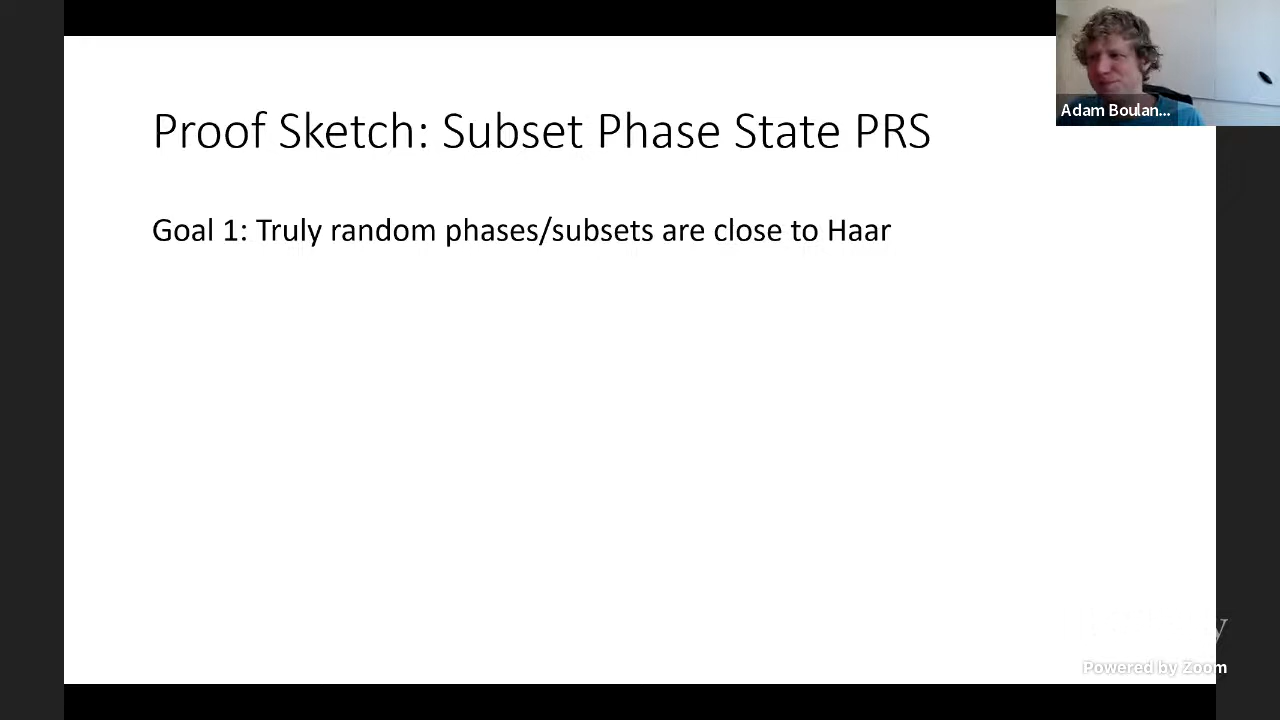 Adam Boulan...
Proof Sketch: Subset Phase State PRS
Goal 1: Truly random phases/subsets are close to Haar
Powered by Zoom